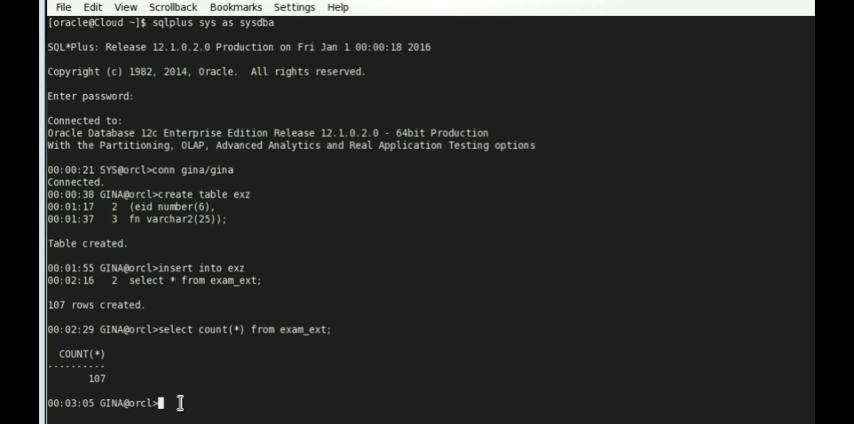 File Edit View Scrollback Bookmarks Settings Help
[oracle@Cloud ~]$ sqlplus sys as sysdba
SQL*Plus: Release 12.1.0.2.0 Production on Fri Jan 1 00:00:18 2016
Copyright (c) 1982, 2014, Oracle.  All rights reserved.
Enter password:
Connected to:
Oracle Database 12c Enterprise Edition Release 12.1.0.2.0 - 64bit Production
With the Partitioning, OLAP, Advanced Analytics and Real Application Testing options
00:00:21 SYS@orcl>conn gina/gina
Connected.
00:00:38 GINA@orcl>create table exz
00:01:17   2  (eid number(6),
00:01:37   3  fn varchar2(25));
Table created.
00:01:55 GINA@orcl>insert into exz
00:02:16   2  select * from exam_ext;
107 rows created.
00:02:29 GINA@orcl>select count(*) from exam_ext;
COUNT(*)
----------
107
00:03:05 GINA@orcl>